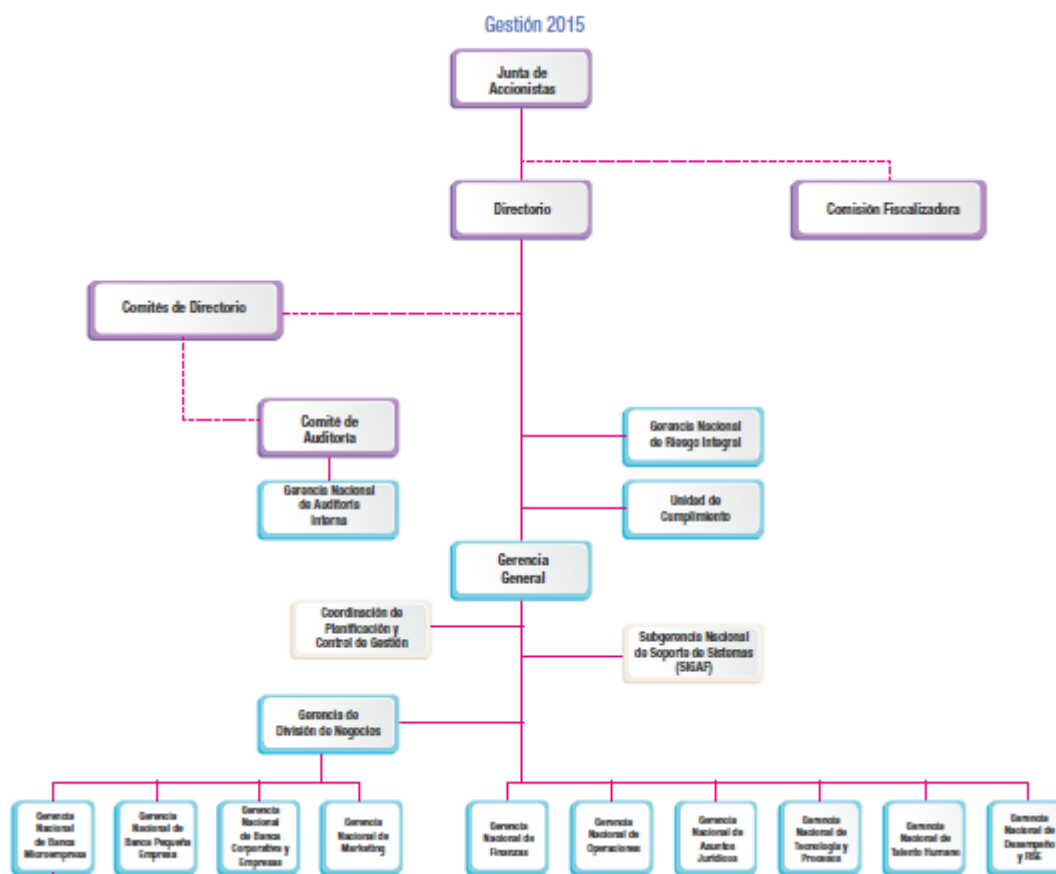 Gestión 2015
Junta de
Accionistas
Directorio
Comisión Fiscalizadora
Comités de Directorio
Comité de
Auditoría
Gerencia Nacional
de Riesgo Integral
Gerencia Nacional
de Auditoría
Interna
Unidad de
Cumplimiento
Gerencia
General
Coordinación de
Planificación y
Control de Gestión
Subgerencia Nacional
de Soporte de Sistemas
(SIGAF)
Gerencia de
División de Negocios
Gerencia
Nacional
de Banca
Microempresa
Gerencia
Nacional de
Banca Pequeña
Empresa
Gerencia
Nacional
de Banca
Corporativa y
Empresas
Gerencia
Nacional de
Marketing
Gerencia
Nacional de
Finanzas
Gerencia
Nacional de
Operaciones
Gerencia
Nacional de
Asuntos
Jurídicos
Gerencia
Nacional de
Tecnología y
Procesos
Gerencia
Nacional de
Talento Humano
Gerencia
Nacional de
Desempeño
y RSE